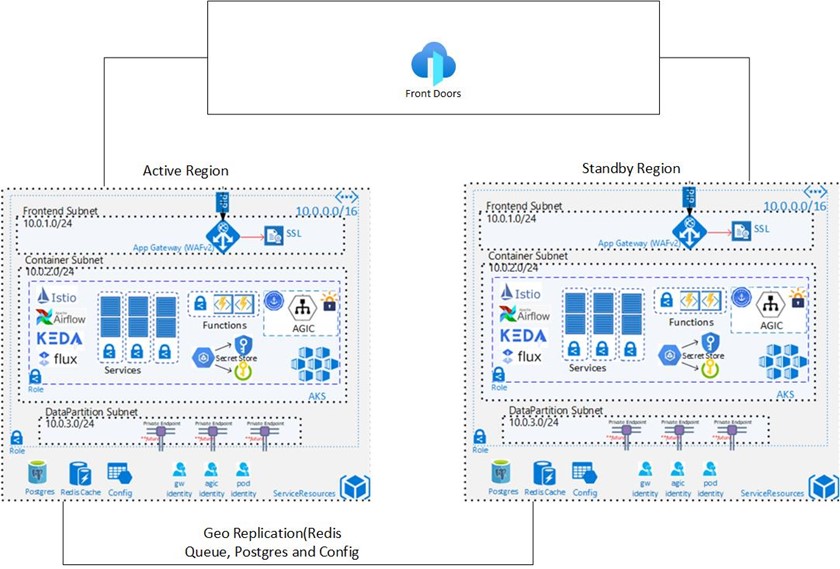 Front Doors
Active Region
10.0.0.0/16
Frontend Subnet
10.0.1.0/24
App Gateway (WAFv2)
SSL
Container Subnet
10.0.2.0/24
Istio
Apache
Airflow
KEDA
flux
Services
Functions
AGIC
Secret Store
AKS
Role
DataPartition Subnet
10.0.3.0/24
Private Endpoint
Private Endpoint
Private Endpoint
Role
Postgres
Redis Cache
Config
gw
identity
agic
identity
pod
identity
ServiceResources
Standby Region
10.0.0.0/16
Frontend Subnet
10.0.1.0/24
App Gateway (WAFv2)
SSL
Container Subnet
10.0.2.0/24
Istio
Apache
Airflow
KEDA
flux
Services
Functions
AGIC
Secret Store
AKS
Role
DataPartition Subnet
10.0.3.0/24
Private Endpoint
Private Endpoint
Private Endpoint
Role
Postgres
Redis Cache
Config
gw
identity
agic
identity
pod
identity
ServiceResources
Geo Replication(Redis
Queue, Postgres and Config